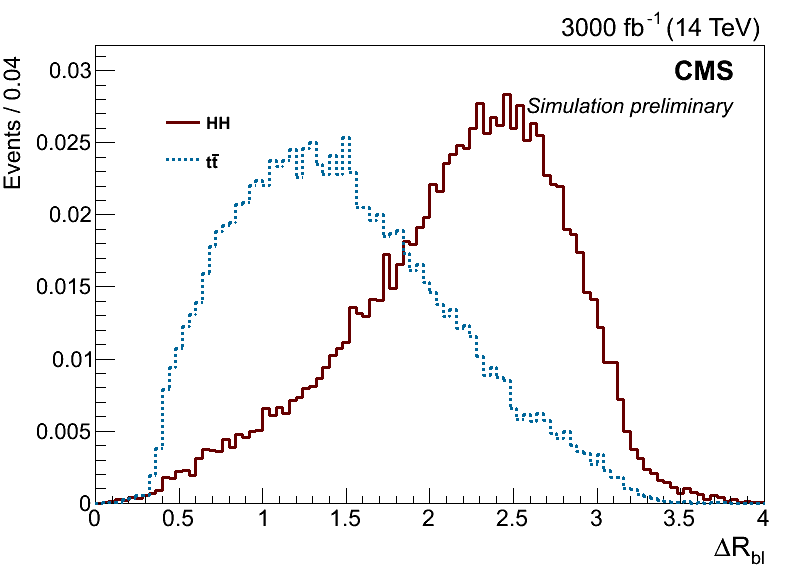 3000 fb⁻¹ (14 TeV)
Events / 0.04
CMS
Simulation preliminary
HH
tt̄
0.03
0.025
0.02
0.015
0.01
0.005
0
0 0.5 1 1.5 2 2.5 3 3.5 4
ΔR_bl